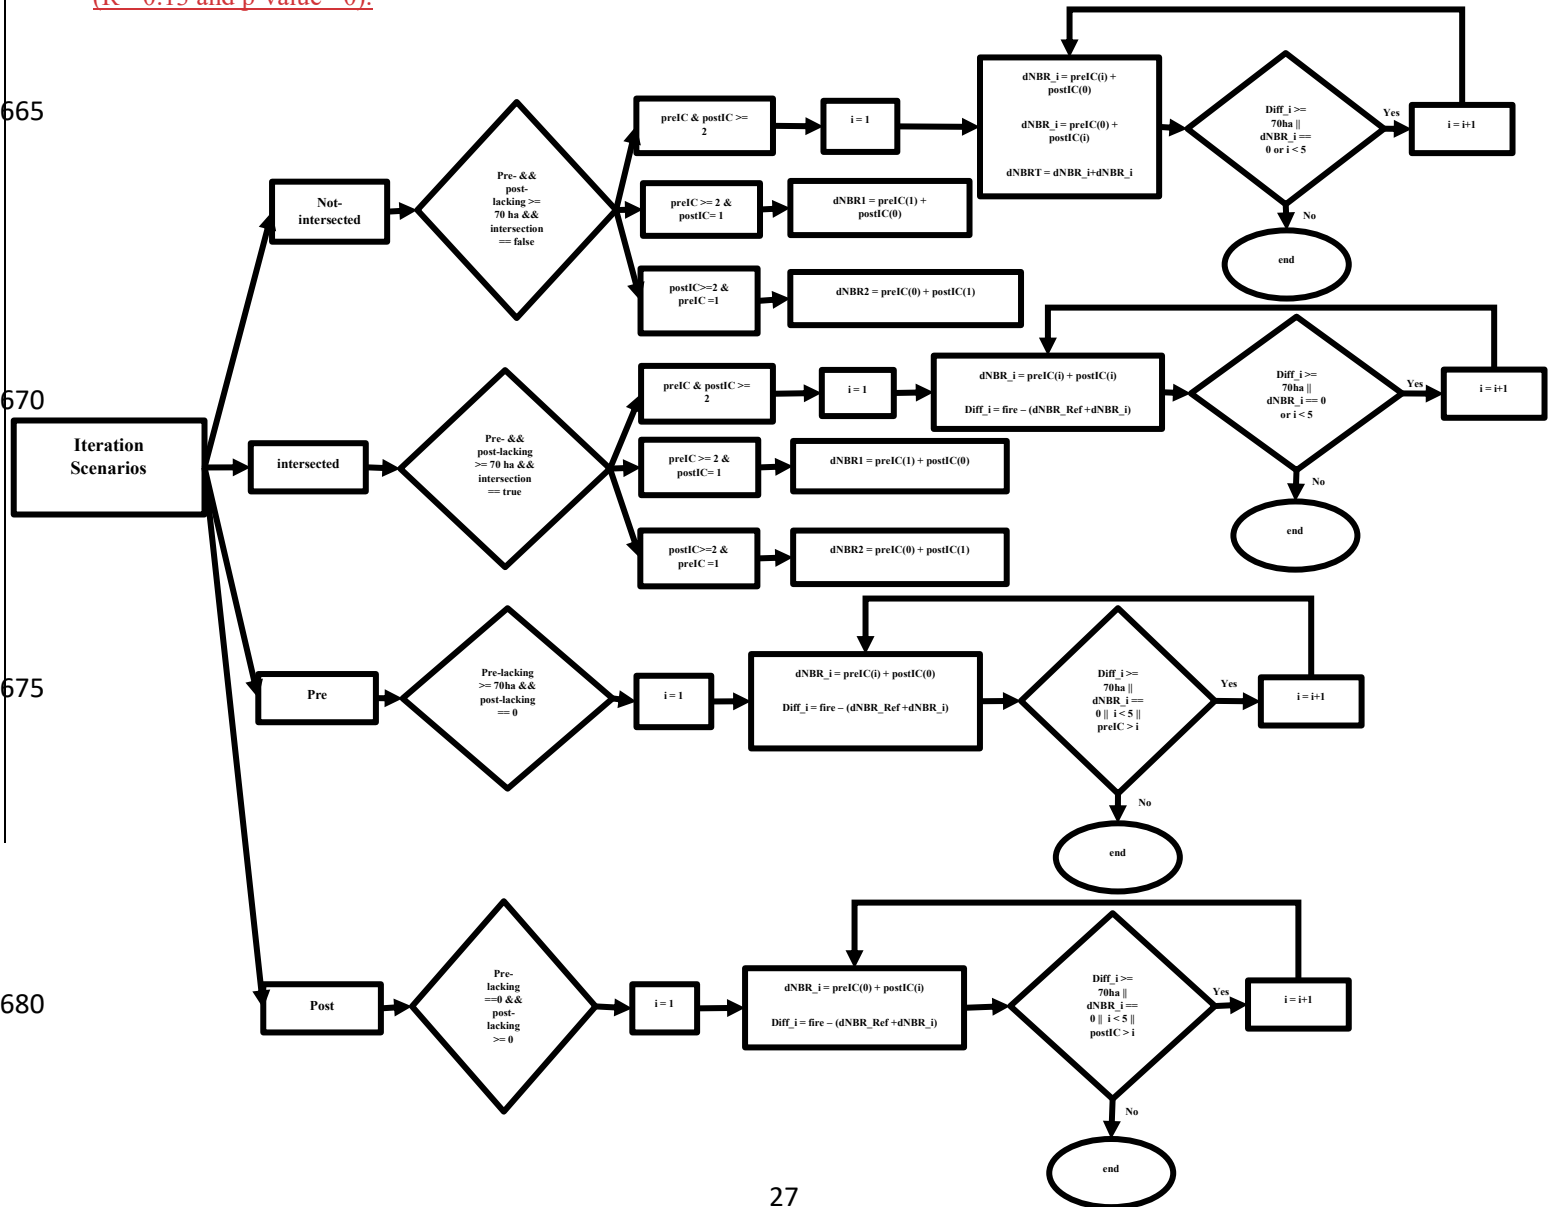 (R= 0.15 and p-value= 0).
665
670
675
680
Iteration
Scenarios
Not-
intersected
Pre- &&
post-
lacking >=
70 ha &&
intersection
== false
preIC & postIC >=
2
i = 1
dNBR_i = preIC(i) +
postIC(0)
dNBR_i = preIC(0) +
postIC(i)
dNBRT = dNBR_i+dNBR_i
Diff_i >=
70ha ||
dNBR_i ==
0 or i < 5
Yes
i = i+1
No
end
preIC >= 2 &
postIC= 1
dNBR1 = preIC(1) +
postIC(0)
postIC>=2 &
preIC =1
dNBR2 = preIC(0) + postIC(1)
intersected
Pre- &&
post-lacking
>= 70 ha &&
intersection
== true
preIC & postIC >=
2
i = 1
dNBR_i = preIC(i) + postIC(i)
Diff_i = fire – (dNBR_Ref +dNBR_i)
Diff_i >=
70ha ||
dNBR_i == 0
or i < 5
Yes
i = i+1
No
end
preIC >= 2 &
postIC= 1
dNBR1 = preIC(1) + postIC(0)
postIC>=2 &
preIC =1
dNBR2 = preIC(0) + postIC(1)
Pre
Pre-lacking
>= 70ha &&
post-lacking
== 0
i = 1
dNBR_i = preIC(i) + postIC(0)
Diff_i = fire – (dNBR_Ref +dNBR_i)
Diff_i >=
70ha ||
dNBR_i ==
0 || i < 5 ||
preIC > i
Yes
i = i+1
No
end
Post
Pre-
lacking
==0 &&
post-
lacking
>= 0
i = 1
dNBR_i = preIC(0) + postIC(i)
Diff_i = fire – (dNBR_Ref +dNBR_i)
Diff_i >=
70ha ||
dNBR_i ==
0 || i < 5 ||
postIC > i
Yes
i = i+1
No
end
27